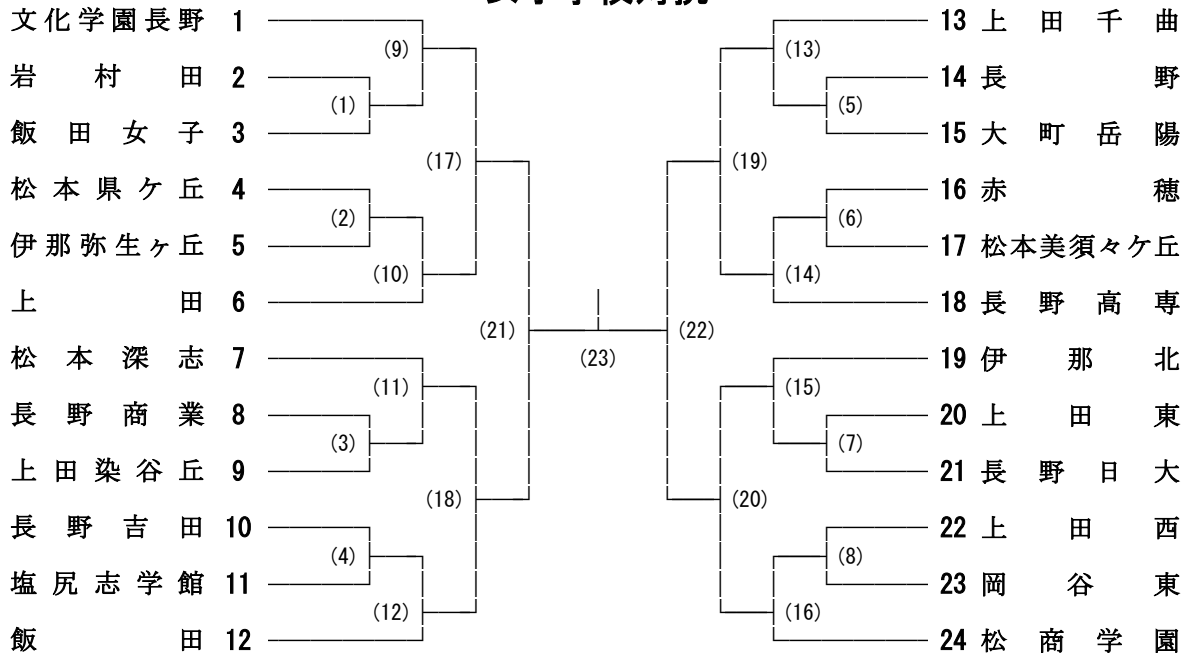 文化学園長野 1
岩村田 2
飯田女子 3
松本県ケ丘 4
伊那弥生ヶ丘 5
上田 6
松本深志 7
長野商業 8
上田染谷丘 9
長野吉田 10
塩尻志学館 11
飯田 12
(9)
(1)
(17)
(2)
(10)
(21)
(11)
(3)
(18)
(4)
(12)
(23)
(13)
(5)
(19)
(6)
(14)
(22)
(15)
(7)
(20)
(8)
(16)
13 上田千曲
14 長野
15 大町岳陽
16 赤穂
17 松本美須々ケ丘
18 長野高専
19 伊那北
20 上田東
21 長野日大
22 上田西
23 岡谷東
24 松商学園